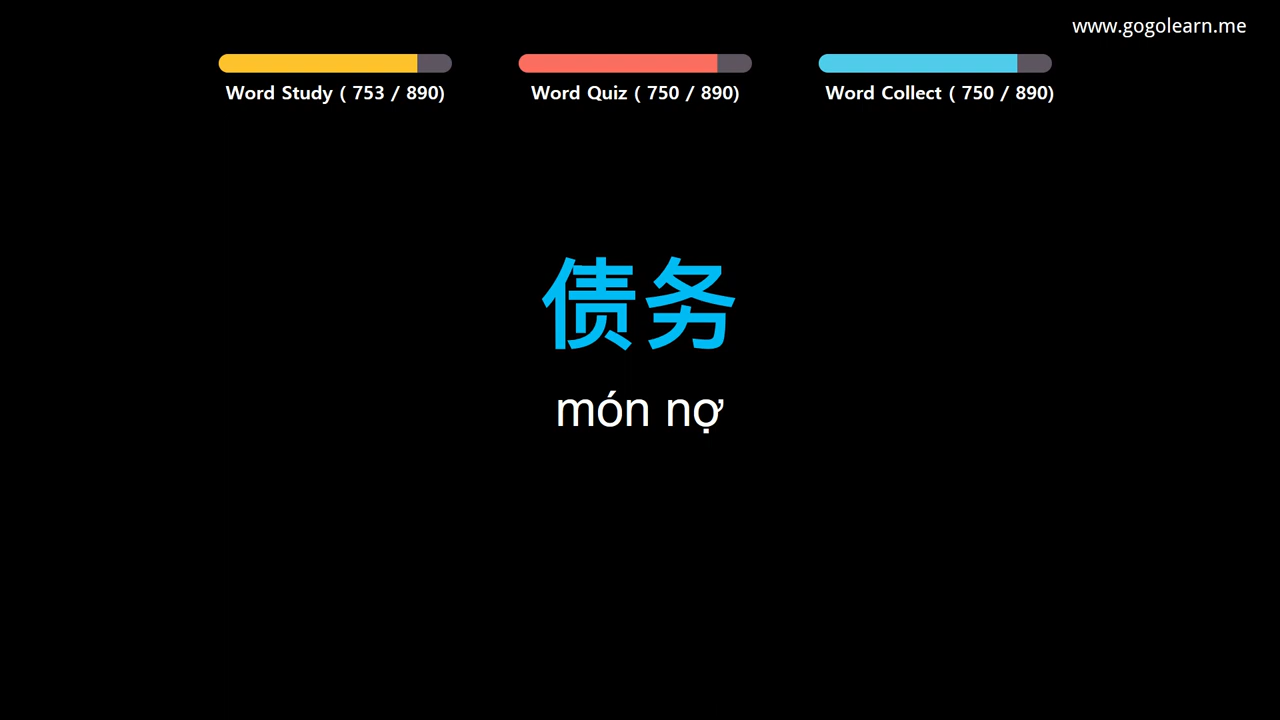 www.gogolearn.me
Word Study ( 753 / 890)
Word Quiz ( 750 / 890)
Word Collect ( 750 / 890)
债务
món nợ